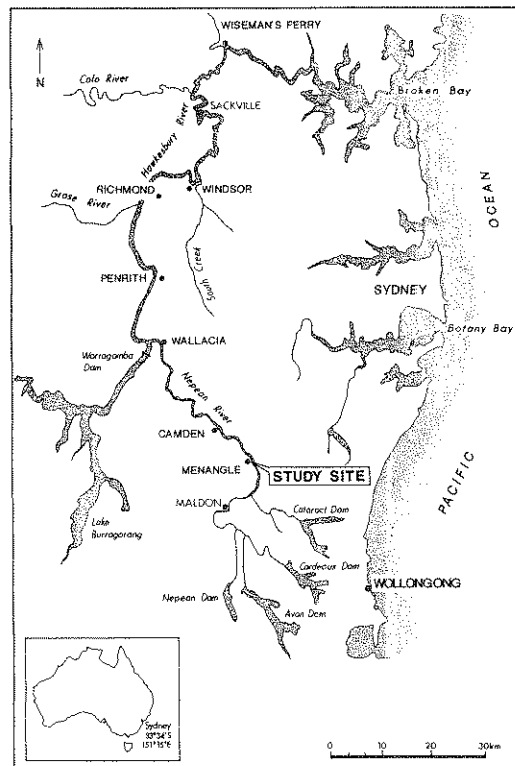 WISEMAN'S FERRY
N
Colo River
SACKVILLE
Broken Bay
Hawkesbury River
RICHMOND
WINDSOR
Grose River
South Creek
OCEAN
SYDNEY
PENRITH
Botany Bay
WALLACIA
Warragamba
Dam
Nepean River
CAMDEN
MENANGLE
STUDY SITE
PACIFIC
MALDON
Cataract Dam
Lake
Burragorang
Cordeaux Dam
WOLLONGONG
Nepean Dam
Avon Dam
Sydney
33°34'S
151°15'E
0 10 20 30km